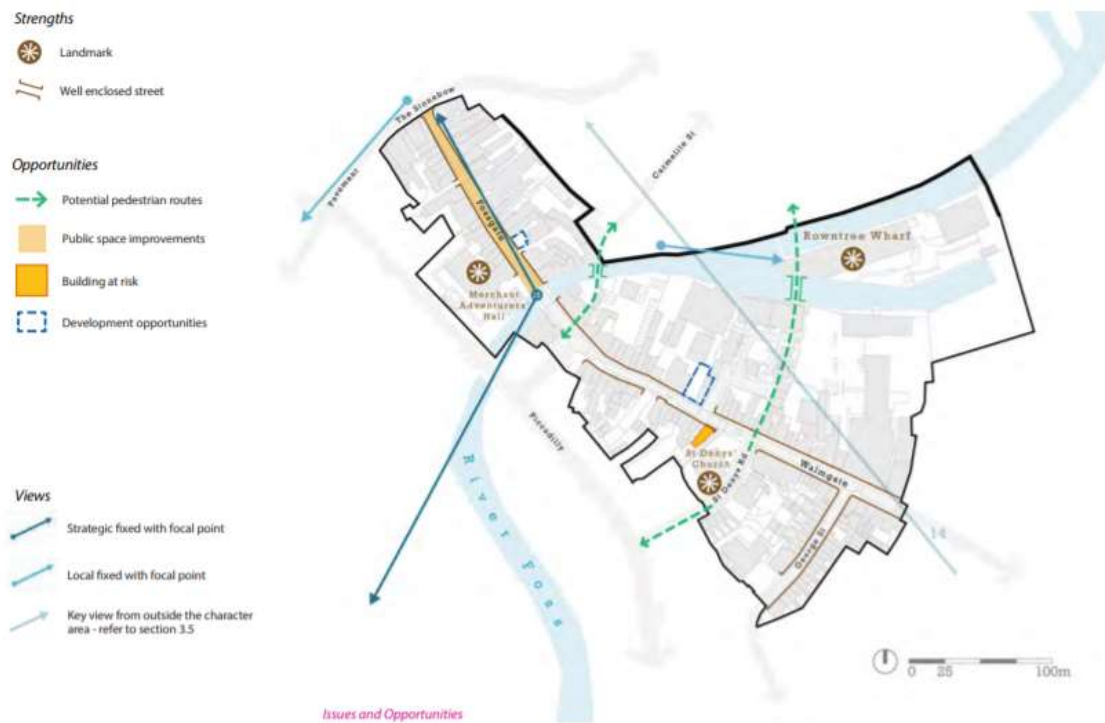 Strengths
Landmark
Well enclosed street
Opportunities
Potential pedestrian routes
Public space improvements
Building at risk
Development opportunities
Views
Strategic fixed with focal point
Local fixed with focal point
Key view from outside the character
area - refer to section 3.5
The Stonebow
Pavement
Fossgate
Carmelite St
Rowntree Wharf
Merchant
Adventurers
Hall
Piccadilly
River Foss
St Denys'
Church
St Denys Rd
Walmgate
George St
14
0 25 100m
Issues and Opportunities